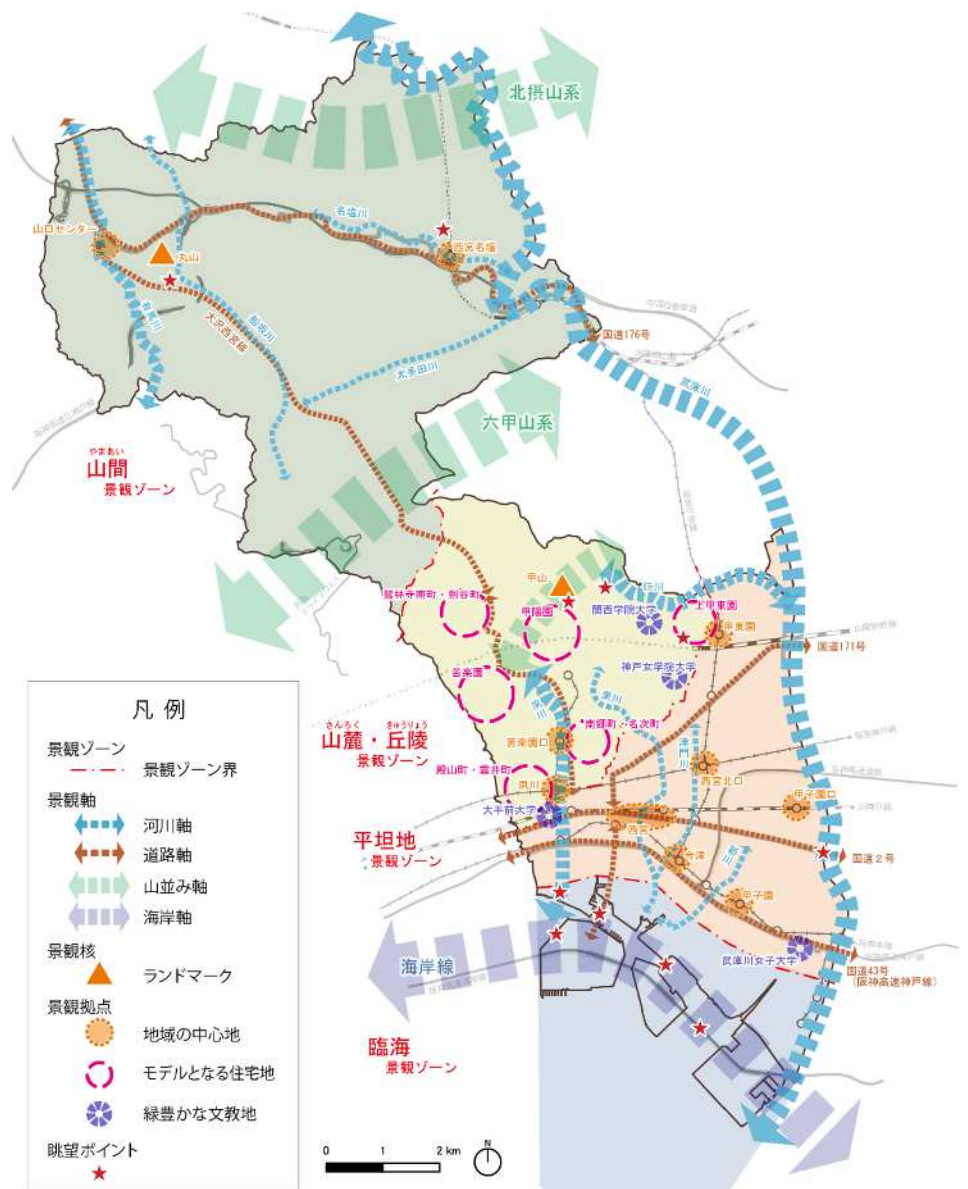 北摂山系
山口センター
丸山
名塩川
西宮名塩
有馬川
大沢西宮線
船坂川
太多田川
中国自動車道
国道176号
武庫川
六甲山系
やまあい
山間
景観ゾーン
甲山
仁川
鷲林寺南町・剣谷町
甲陽園
関西学院大学
上甲東園
甲東園
国道171号
神戸女学院大学
苦楽園
夙川
さんろく きゅうりょう
山麓・丘陵
景観ゾーン
苦楽園口
南郷町・名次町
津門川
西宮北口
殿山町・雲井町
夙川
大手前大学
甲子園口
平坦地
景観ゾーン
西宮
国道2号
今津
新川
甲子園
武庫川女子大学
国道43号
(阪神高速神戸線)
海岸線
臨海
景観ゾーン
凡例
景観ゾーン
景観ゾーン界
景観軸
河川軸
道路軸
山並み軸
海岸軸
景観核
ランドマーク
景観拠点
地域の中心地
モデルとなる住宅地
緑豊かな文教地
眺望ポイント
0 1 2 km
N